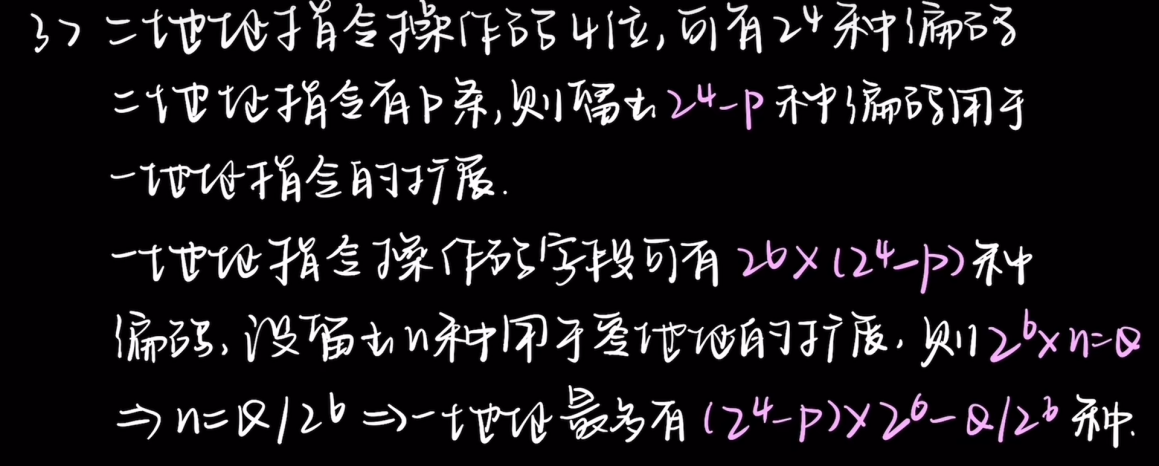 3> 二地址指令操作码4位,可有2⁴种编码
二地址指令有P条,则留出2⁴-P种编码用于
一地址指令的扩展.
一地址指令操作码字段可有2⁶×(2⁴-P)种
编码,设留出n种用于零地址的扩展,则2⁶×n=Q
⇒n=Q/2⁶⇒一地址最多有(2⁴-P)×2⁶-Q/2⁶种.